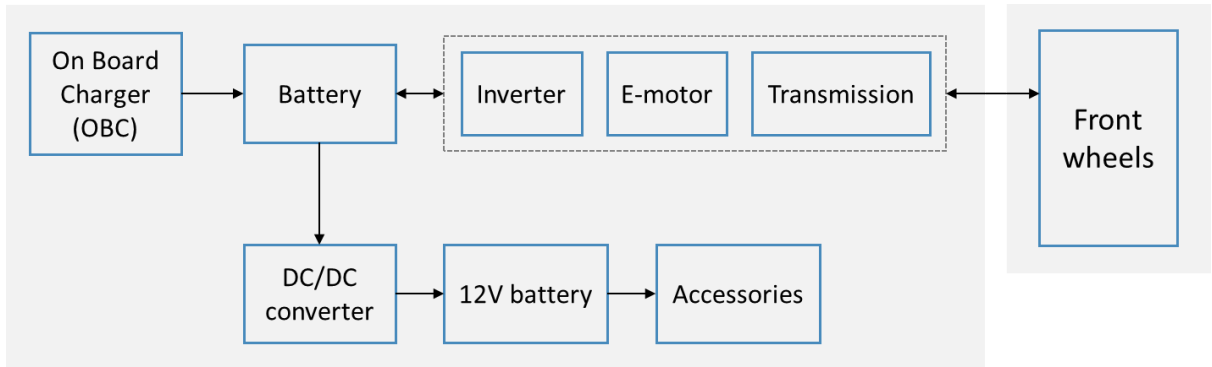 On Board
Charger
(OBC)
Battery
Inverter
E-motor
Transmission
Front
wheels
DC/DC
converter
12V battery
Accessories